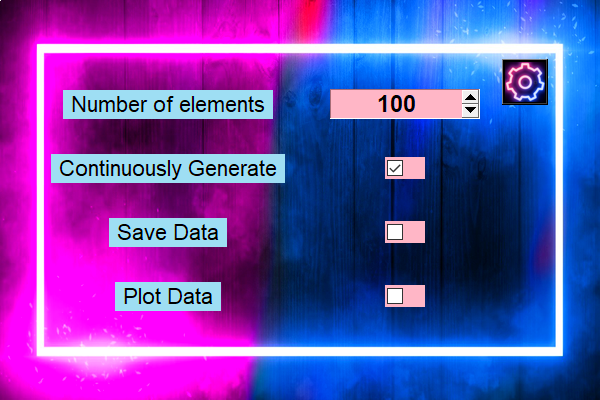 Number of elements 100
Continuously Generate
Save Data
Plot Data